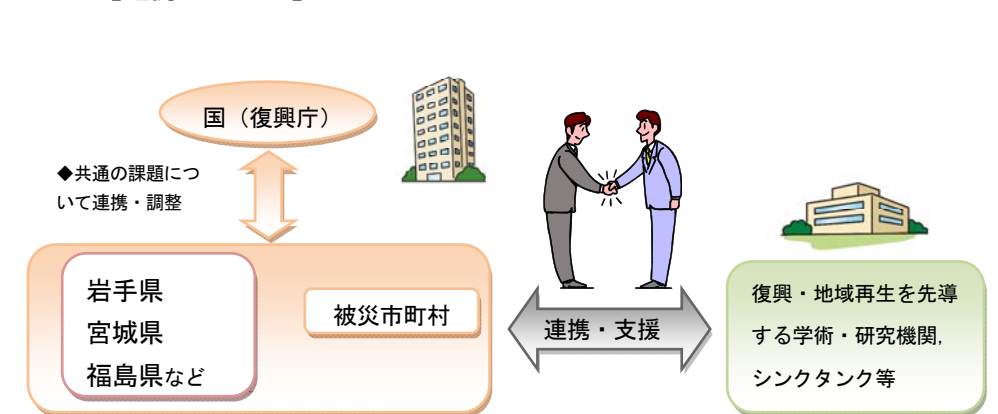 国（復興庁）
◆共通の課題につ
いて連携・調整
岩手県
宮城県
福島県など
被災市町村
連携・支援
復興・地域再生を先導
する学術・研究機関,
シンクタンク等